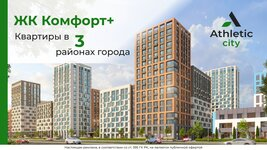 ЖК Комфорт+
Квартиры в
3
районах города
Athletic
city